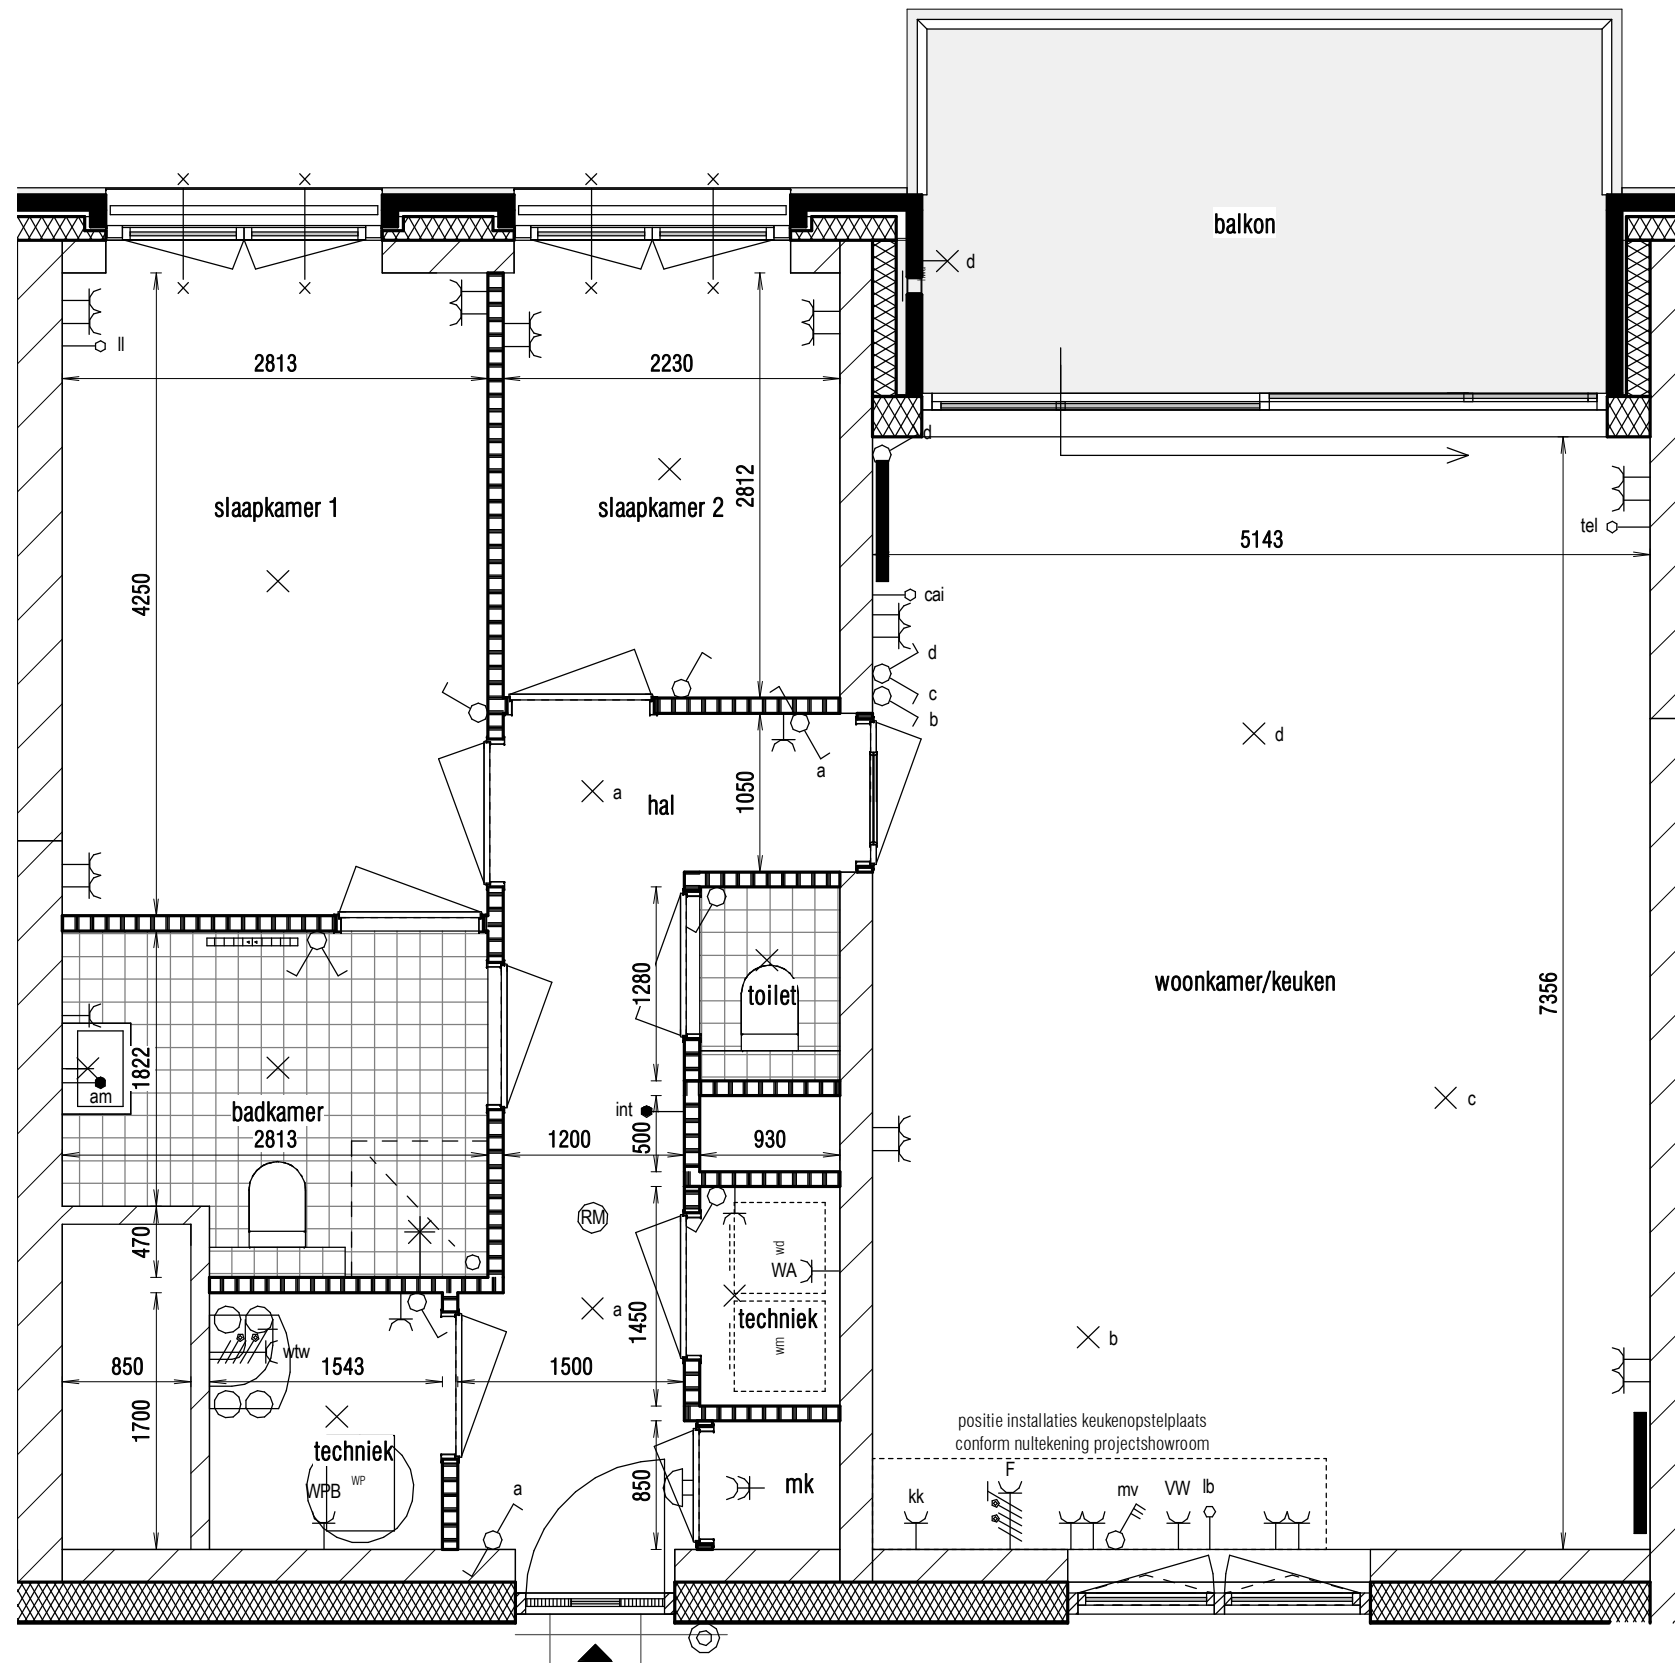 balkon
d
ll
2813
2230
d
slaapkamer 1
slaapkamer 2
2812
tel
5143
4250
cai
d
c
b
d
a
a
hal
1050
1280
toilet
woonkamer/keuken
7356
1822
am
badkamer
2813
int
1200
500
930
c
RM
470
wd
WA
a
1450
techniek
wm
b
wtw
850
1543
1500
1700
techniek
WP
WPB
positie installaties keukenopstelplaats
conform nultekening projectshowroom
a
850
mk
kk
F
mv
VW
lb